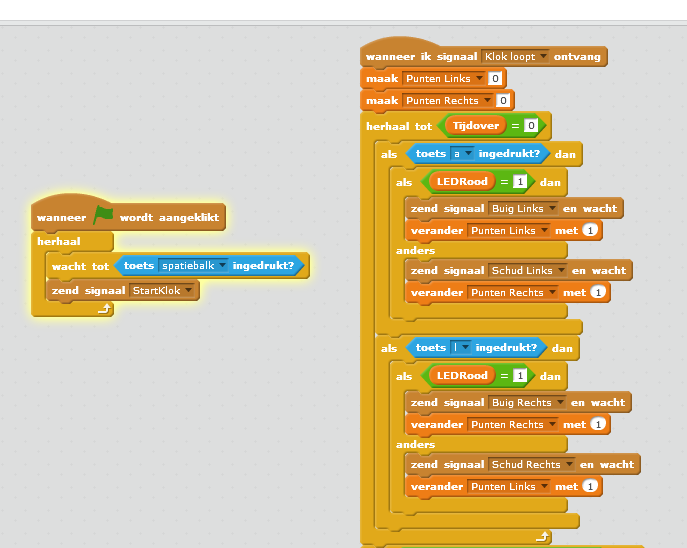 wanneer wordt aangeklikt
herhaal
wacht tot toets spatiebalk ingedrukt?
zend signaal StartKlok
wanneer ik signaal Klok loopt ontvang
maak Punten Links 0
maak Punten Rechts 0
herhaal tot Tijdover = 0
als toets a ingedrukt? dan
als LEDRood = 1 dan
zend signaal Buig Links en wacht
verander Punten Links met 1
anders
zend signaal Schud Links en wacht
verander Punten Rechts met 1
als toets l ingedrukt? dan
als LEDRood = 1 dan
zend signaal Buig Rechts en wacht
verander Punten Rechts met 1
anders
zend signaal Schud Rechts en wacht
verander Punten Links met 1